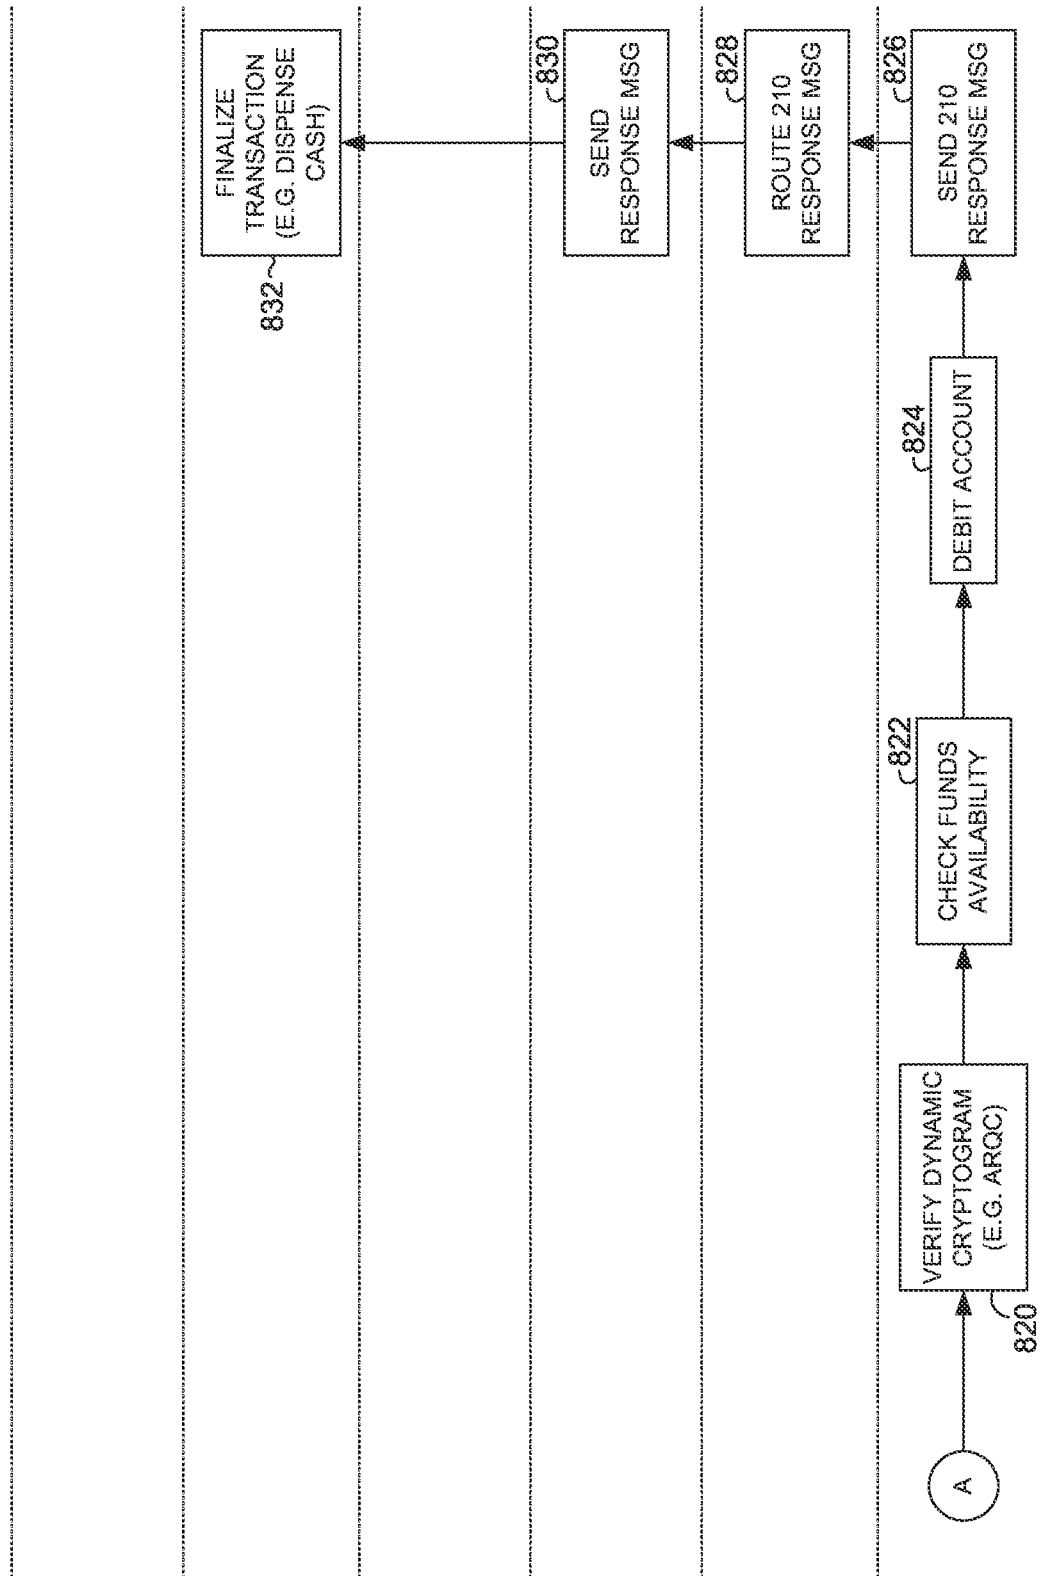 A
820
VERIFY DYNAMIC
CRYPTOGRAM
(E.G. ARQC)
822
CHECK FUNDS
AVAILABILITY
824
DEBIT ACCOUNT
826
SEND 210
RESPONSE MSG
828
ROUTE 210
RESPONSE MSG
830
SEND
RESPONSE MSG
832
FINALIZE
TRANSACTION
(E.G. DISPENSE
CASH)